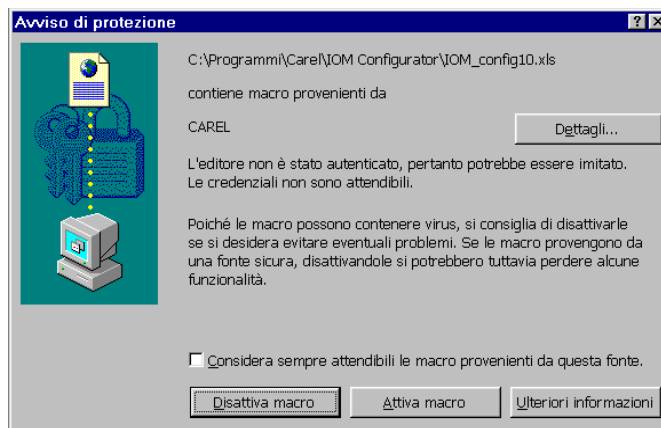 Avviso di protezione
C:\Programmi\Carel\IOM Configurator\IOM_config10.xls
contiene macro provenienti da
CAREL
Dettagli...
L'editore non è stato autenticato, pertanto potrebbe essere imitato.
Le credenziali non sono attendibili.
Poiché le macro possono contenere virus, si consiglia di disattivarle
se si desidera evitare eventuali problemi. Se le macro provengono da
una fonte sicura, disattivandole si potrebbero tuttavia perdere alcune
funzionalità.
Considera sempre attendibili le macro provenienti da questa fonte.
Disattiva macro
Attiva macro
Ulteriori informazioni